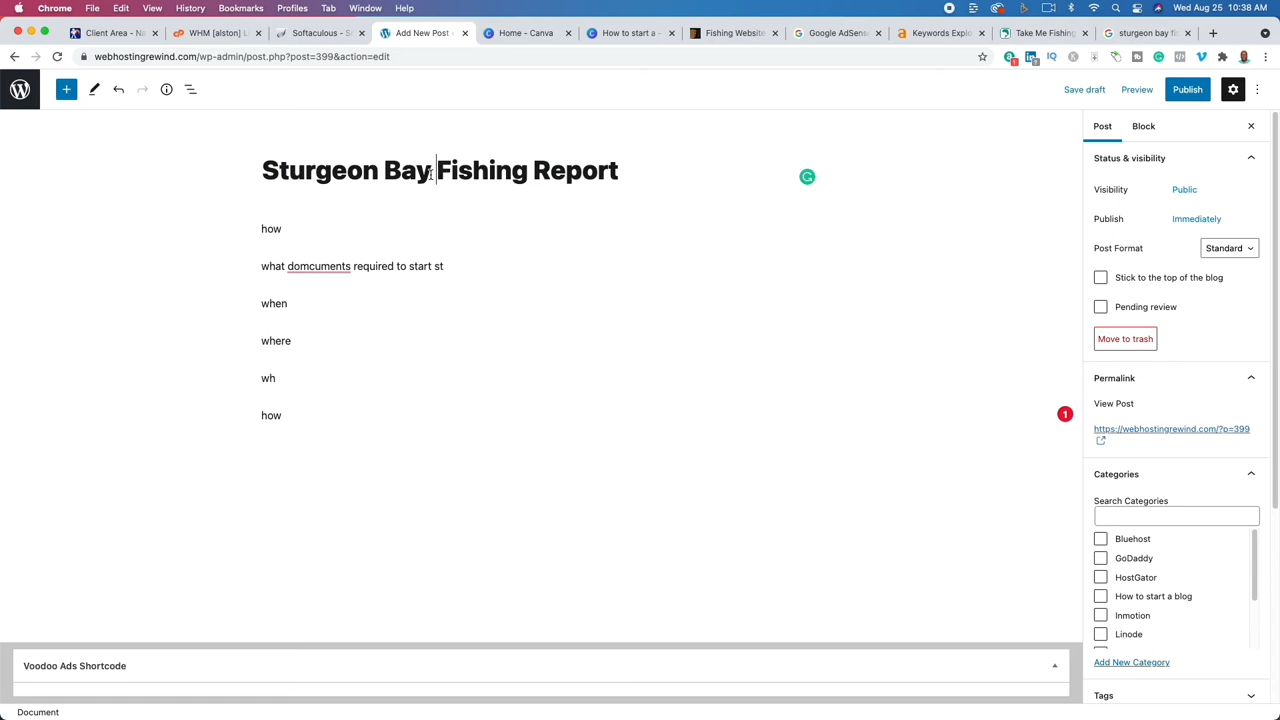 Chrome File Edit View History Bookmarks Profiles Tab Window Help
Wed Aug 25 10:38 AM
Client Area - Na
WHM [alston] L
Softaculous - S
Add New Post
Home - Canva
How to start a –
Fishing Website
Google AdSens
Keywords Explo
Take Me Fishing
sturgeon bay fis
webhostingrewind.com/wp-admin/post.php?post=399&action=edit
Save draft Preview Publish
Sturgeon Bay Fishing Report
how
what domcuments required to start st
when
where
wh
how
1
Post Block
Status & visibility
Visibility Public
Publish Immediately
Post Format Standard
Stick to the top of the blog
Pending review
Move to trash
Permalink
View Post
https://webhostingrewind.com/?p=399
Categories
Search Categories
Bluehost
GoDaddy
HostGator
How to start a blog
Inmotion
Linode
Add New Category
Tags
Voodoo Ads Shortcode
Document